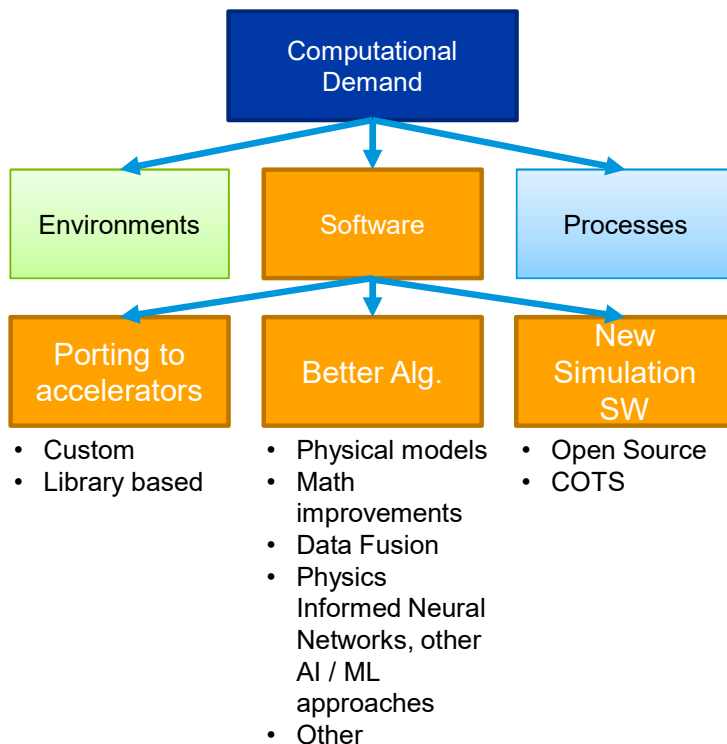 Computational
Demand
Environments
Software
Processes
Porting to
accelerators
Better Alg.
New
Simulation
SW
• Custom
• Library based
• Physical models
• Math
improvements
• Data Fusion
• Physics
Informed Neural
Networks, other
AI / ML
approaches
• Other
• Open Source
• COTS